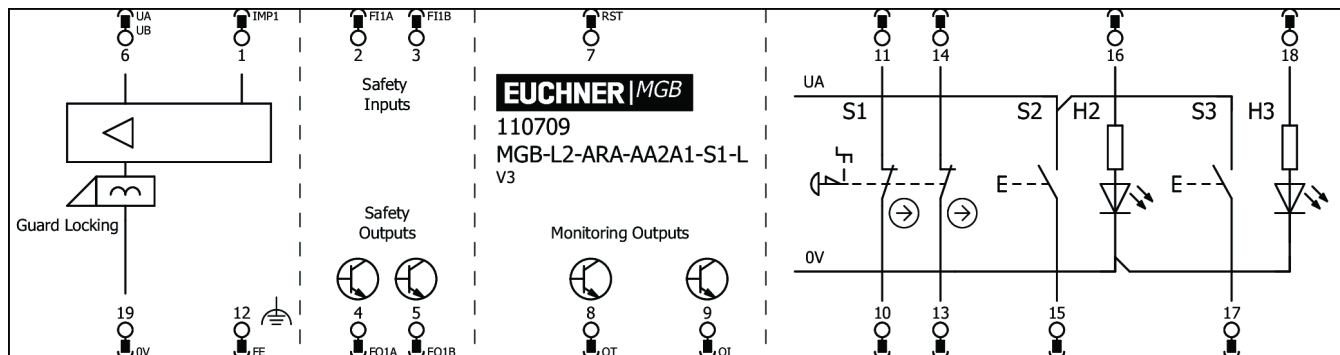 UA
UB
IMP1
FI1A
FI1B
RST
6
1
2
3
7
11
14
16
18
Safety
Inputs
EUCHNER MGB
110709
MGB-L2-ARA-AA2A1-S1-L
V3
UA
S1
S2
H2
S3
H3
E
E
Guard Locking
Safety
Outputs
Monitoring Outputs
0V
19
12
4
5
8
9
10
13
15
17
0V
FE
FO1A
FO1B
OT
OI